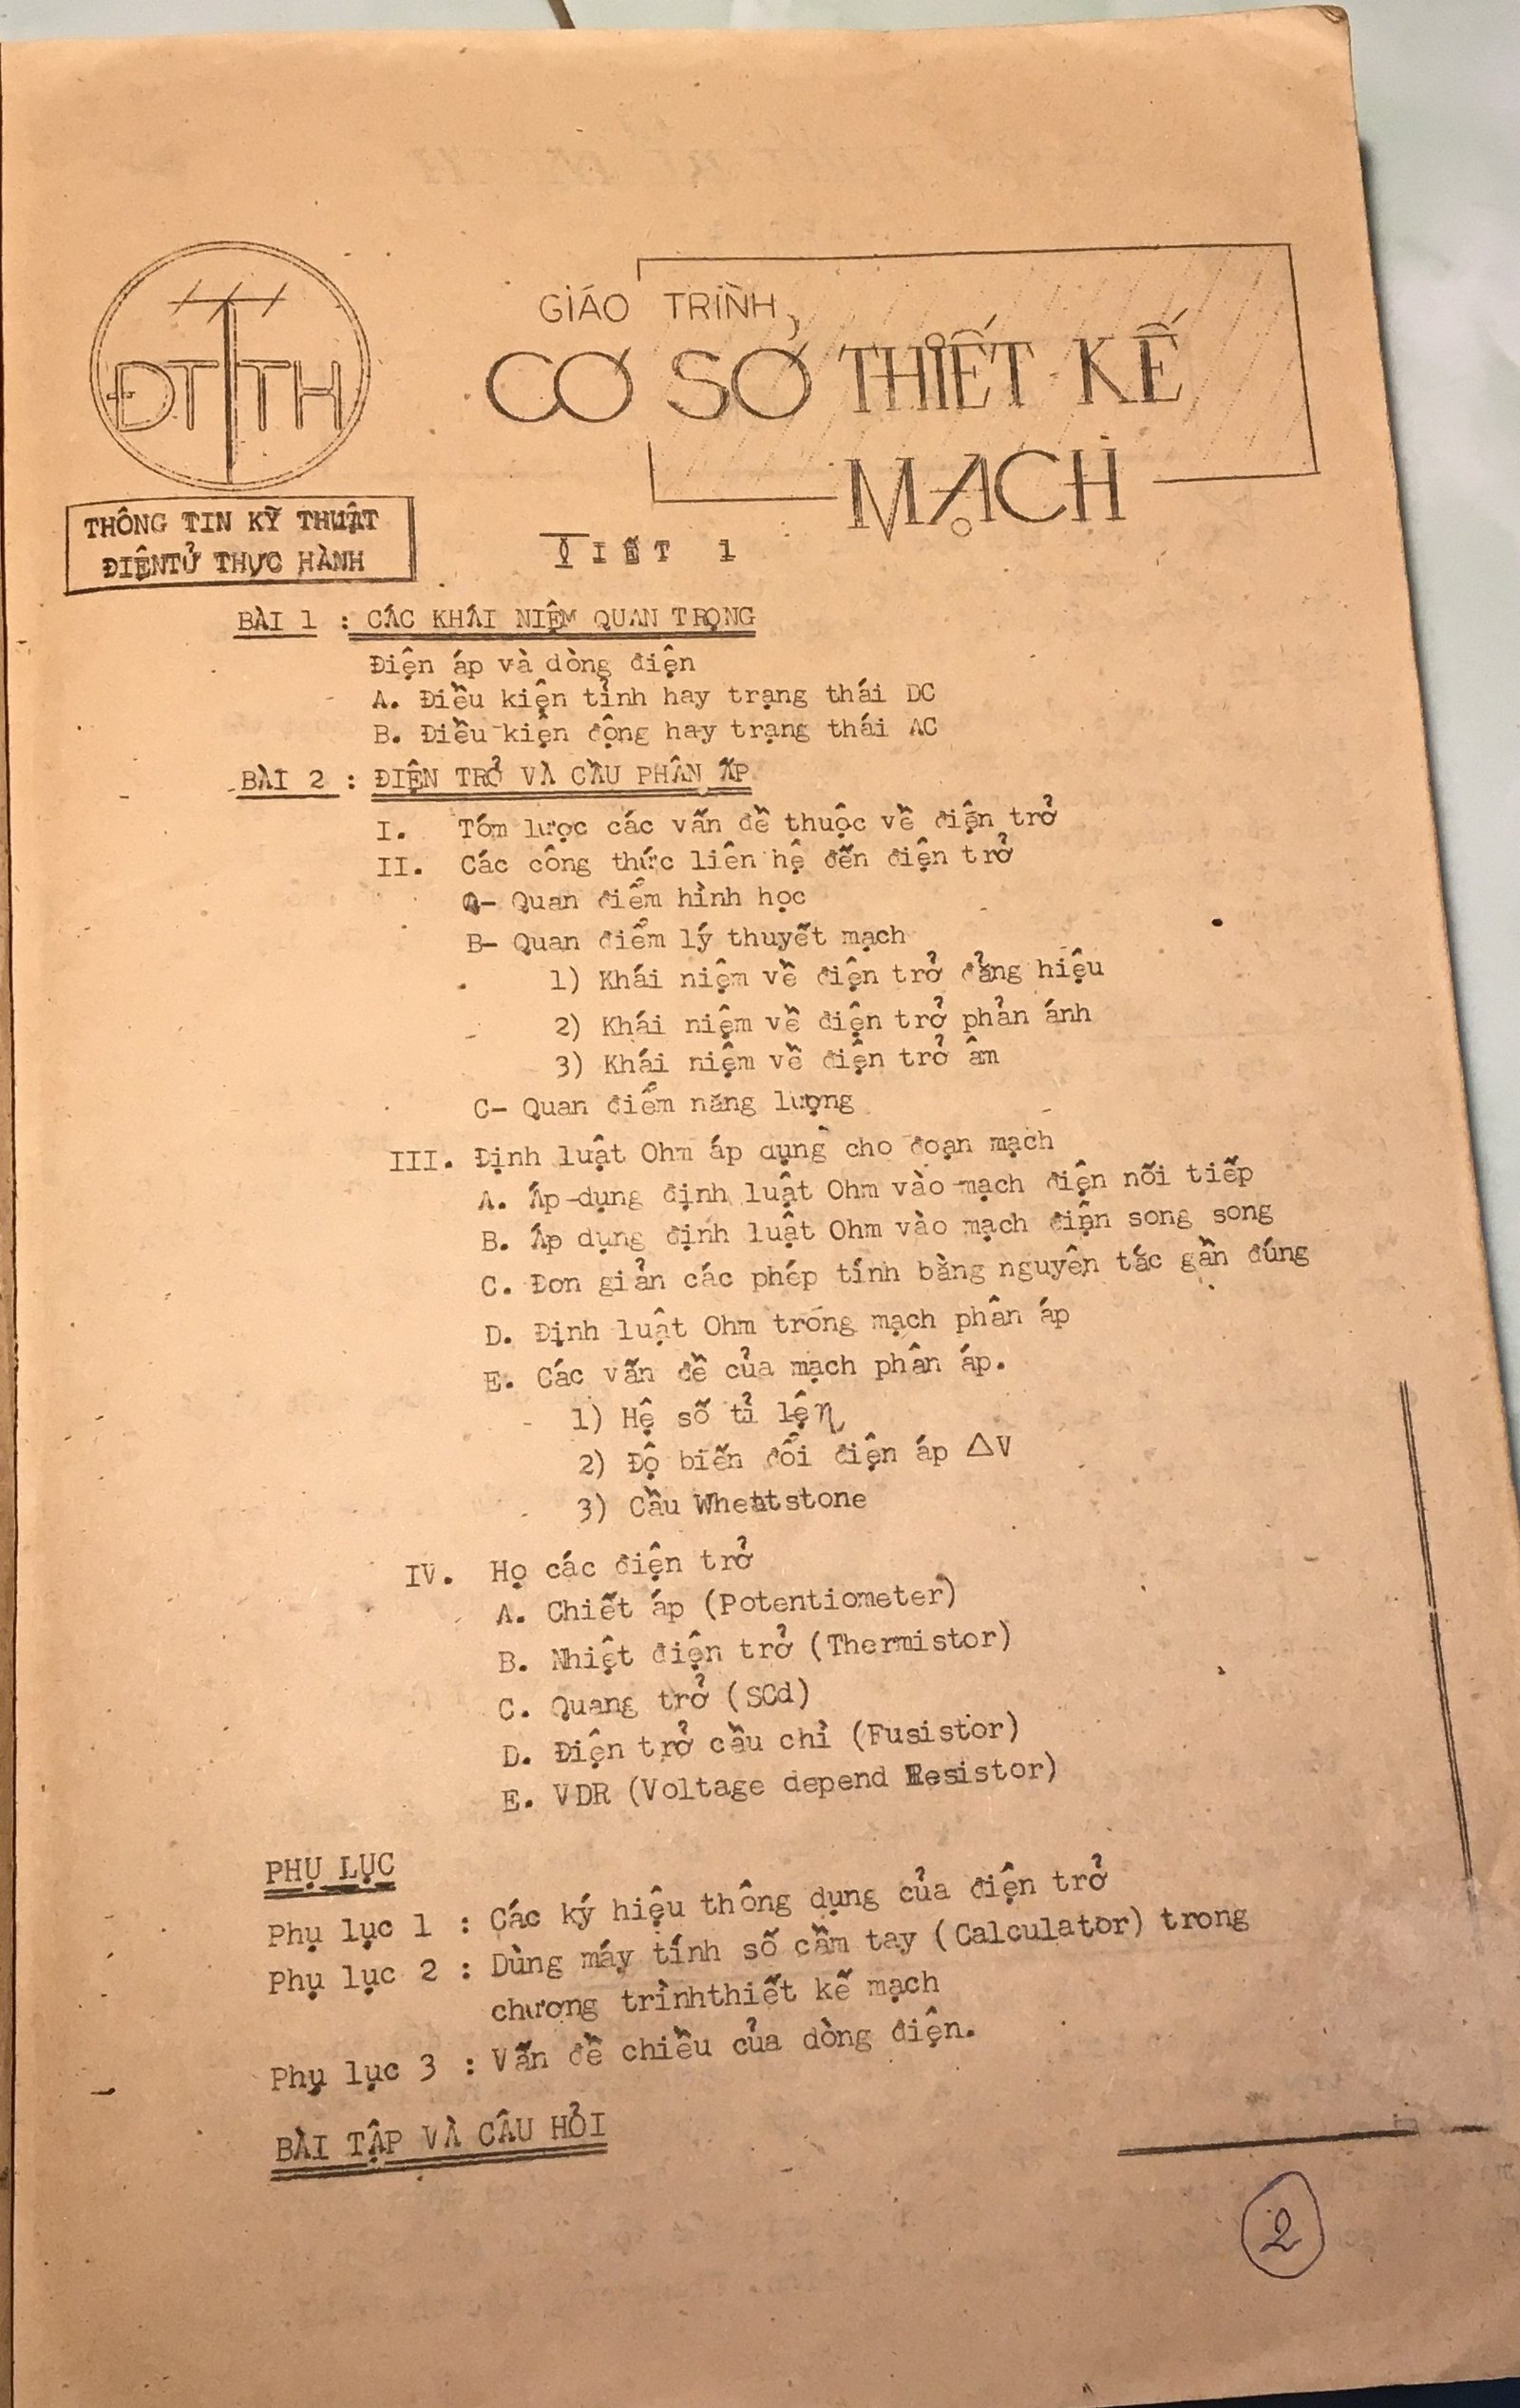 GIÁO TRÌNH
CƠ SỞ THIẾT KẾ
MẠCH
ĐTTH
THÔNG TIN KỸ THUẬT
ĐIỆNTỬ THỰC HÀNH
TIẾT 1
BÀI 1 : CÁC KHÁI NIỆM QUAN TRỌNG
Điện áp và dòng điện
A. Điều kiện tỉnh hay trạng thái DC
B. Điều kiện động hay trạng thái AC
BÀI 2 : ĐIỆN TRỞ VÀ CẦU PHÂN ÁP
I. Tóm lược các vấn đề thuộc về điện trở
II. Các công thức liên hệ đến điện trở
A- Quan điểm hình học
B- Quan điểm lý thuyết mạch
1) Khái niệm về điện trở đẳng hiệu
2) Khái niệm về điện trở phản ánh
3) Khái niệm về điện trở âm
C- Quan điểm năng lượng
III. Định luật Ohm áp dụng cho đoạn mạch
A. Áp dụng định luật Ohm vào mạch điện nối tiếp
B. Áp dụng định luật Ohm vào mạch điện song song
C. Đơn giản các phép tính bằng nguyên tắc gần đúng
D. Định luật Ohm trong mạch phân áp
E. Các vấn đề của mạch phân áp.
1) Hệ số tỉ lệ η
2) Độ biến đổi điện áp △V
3) Cầu Wheatstone
IV. Họ các điện trở
A. Chiết áp (Potentiometer)
B. Nhiệt điện trở (Thermistor)
C. Quang trở (SCd)
D. Điện trở cầu chì (Fusistor)
E. VDR (Voltage depend Resistor)
PHỤ LỤC
Phụ lục 1 : Các ký hiệu thông dụng của điện trở
Phụ lục 2 : Dùng máy tính số cầm tay (Calculator) trong
chương trìnhthiết kế mạch
Phụ lục 3 : Vấn đề chiều của dòng điện.
BÀI TẬP VÀ CÂU HỎI
2